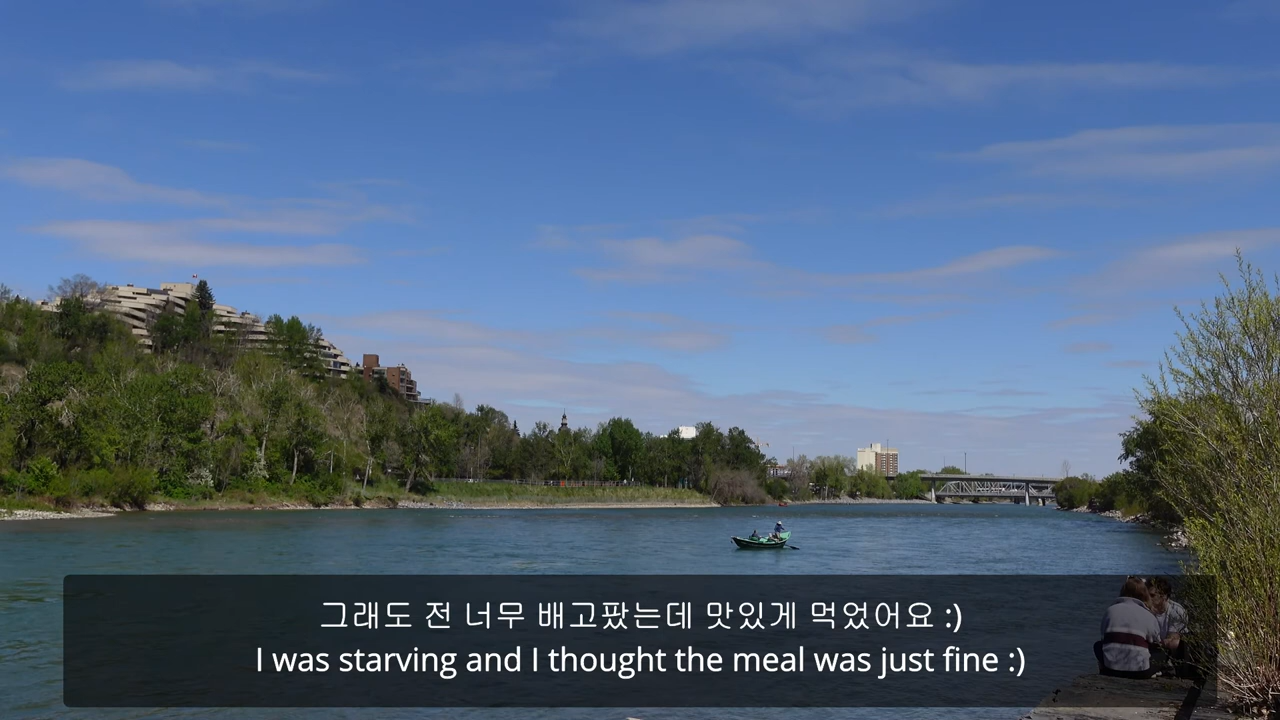 그래도 전 너무 배고팠는데 맛있게 먹었어요 :)
I was starving and I thought the meal was just fine :)